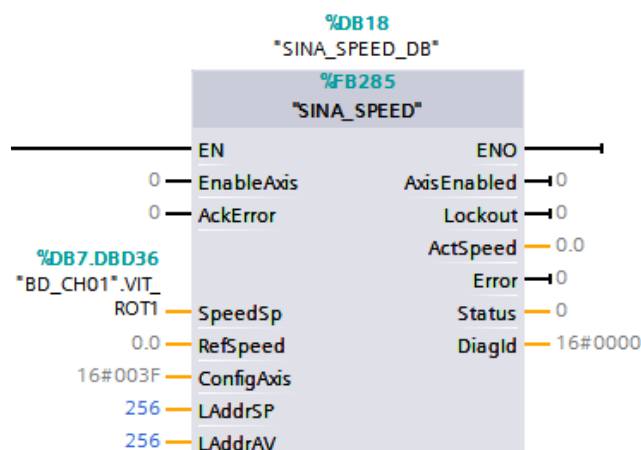 %DB18
"SINA_SPEED_DB"
%FB285
"SINA_SPEED"
EN ENO
0 EnableAxis AxisEnabled 0
0 AckError Lockout 0
ActSpeed 0.0
%DB7.DBD36
"BD_CH01".VIT_
ROT1 SpeedSp
Error 0
Status 0
0.0 RefSpeed DiagId 16#0000
16#003F ConfigAxis
256 LAddrSP
256 LAddrAV